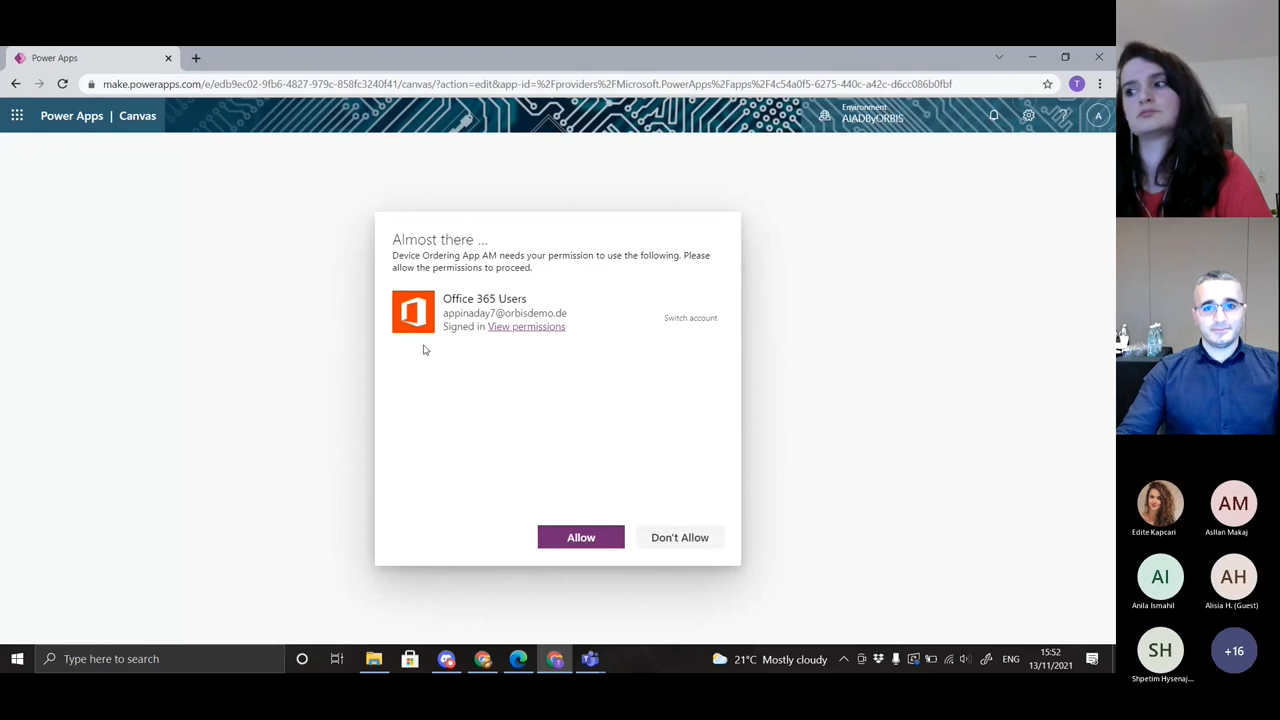 Power Apps
make.powerapps.com/e/edb9ec02-9fb6-4827-979c-858fc3240f41/canvas/?action=edit&app-id=%2Fproviders%2FMicrosoft.PowerApps%2Fapps%2F4c54a0f5-6275-440c-a42c-d6cc086b0fbf
T
Power Apps | Canvas
Environment
AIADByORBIS
A
Almost there ...
Device Ordering App AM needs your permission to use the following. Please
allow the permissions to proceed.
Office 365 Users
appinaday7@orbisdemo.de
Signed in View permissions
Switch account
Allow
Don't Allow
Type here to search
21°C Mostly cloudy
ENG
15:52
13/11/2021
AM
Edite Kapcari
Asllan Makaj
AI
AH
Anila Ismahil
Alisia H. (Guest)
SH
+16
Shpetim Hysenaj...